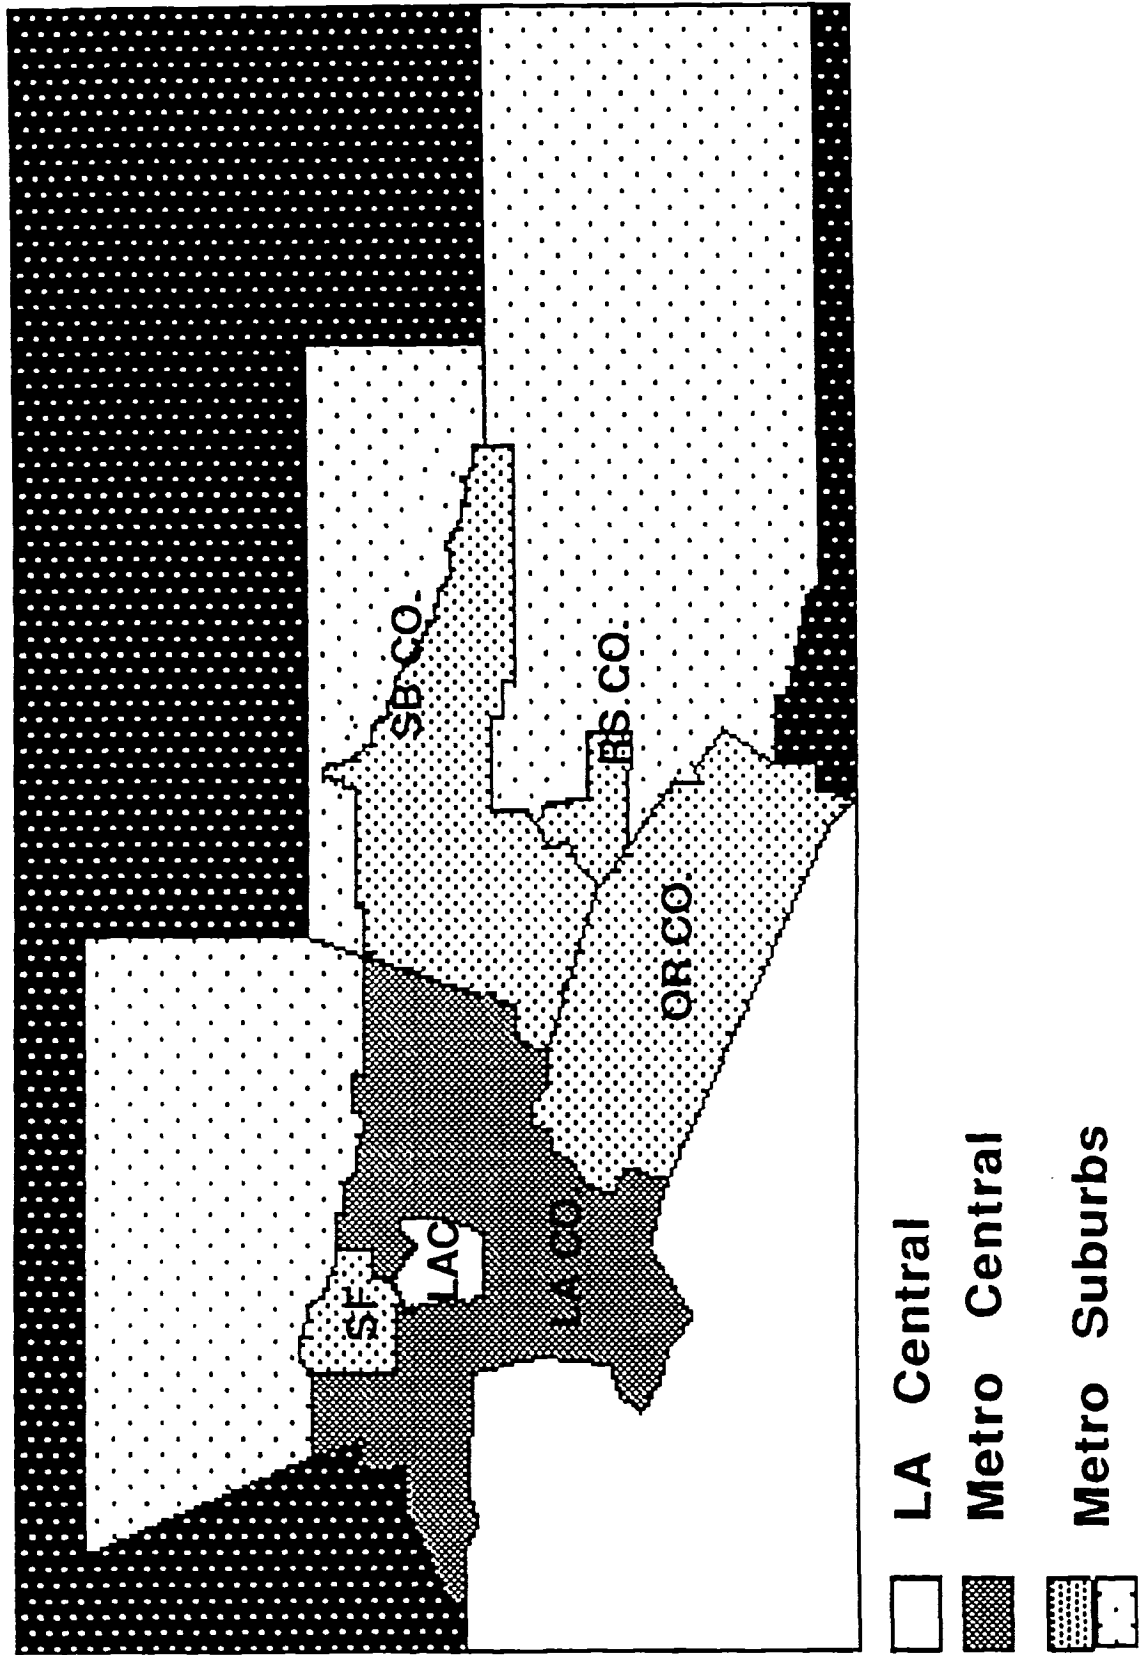 SF
LAC
LA CO.
SB CO.
RS. CO.
OR CO.
LA Central
Metro Central
Metro Suburbs